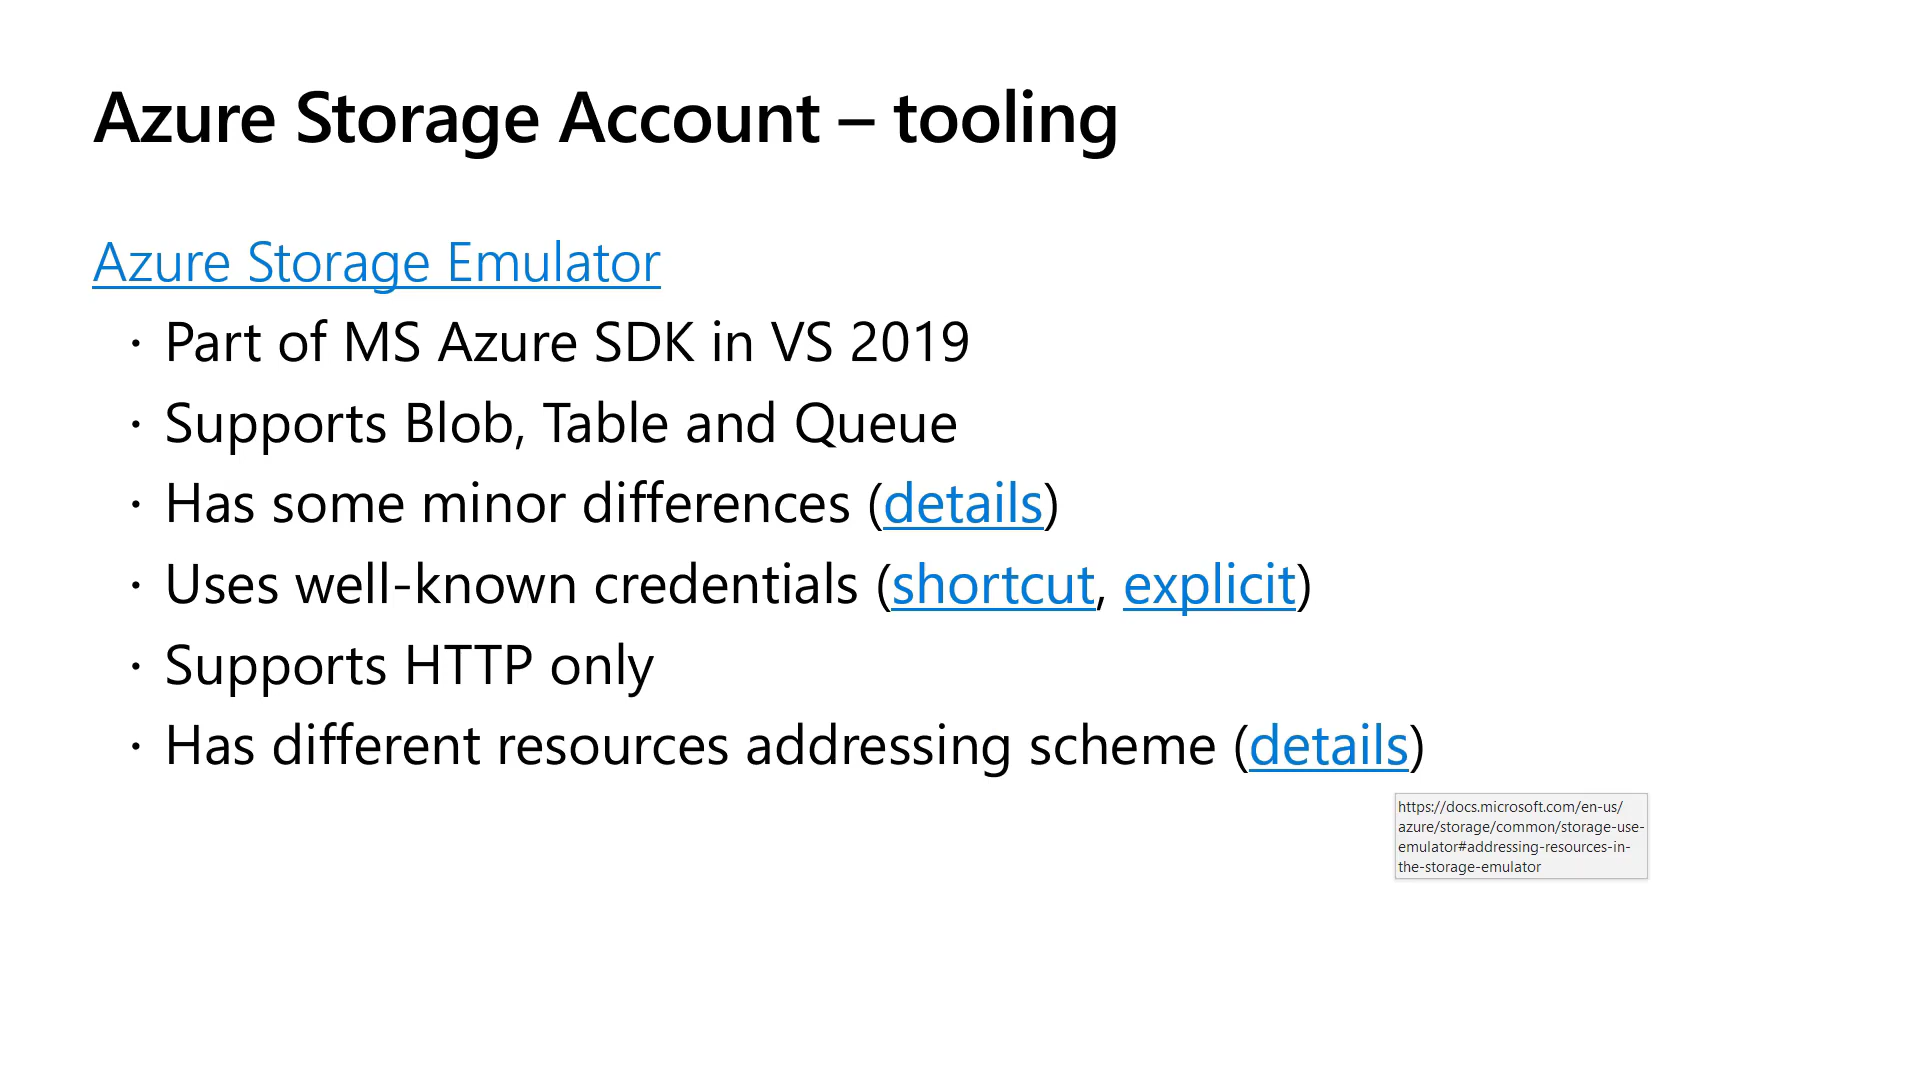 Azure Storage Account – tooling
Azure Storage Emulator
· Part of MS Azure SDK in VS 2019
· Supports Blob, Table and Queue
· Has some minor differences (details)
· Uses well-known credentials (shortcut, explicit)
· Supports HTTP only
· Has different resources addressing scheme (details)
https://docs.microsoft.com/en-us/
azure/storage/common/storage-use-
emulator#addressing-resources-in-
the-storage-emulator